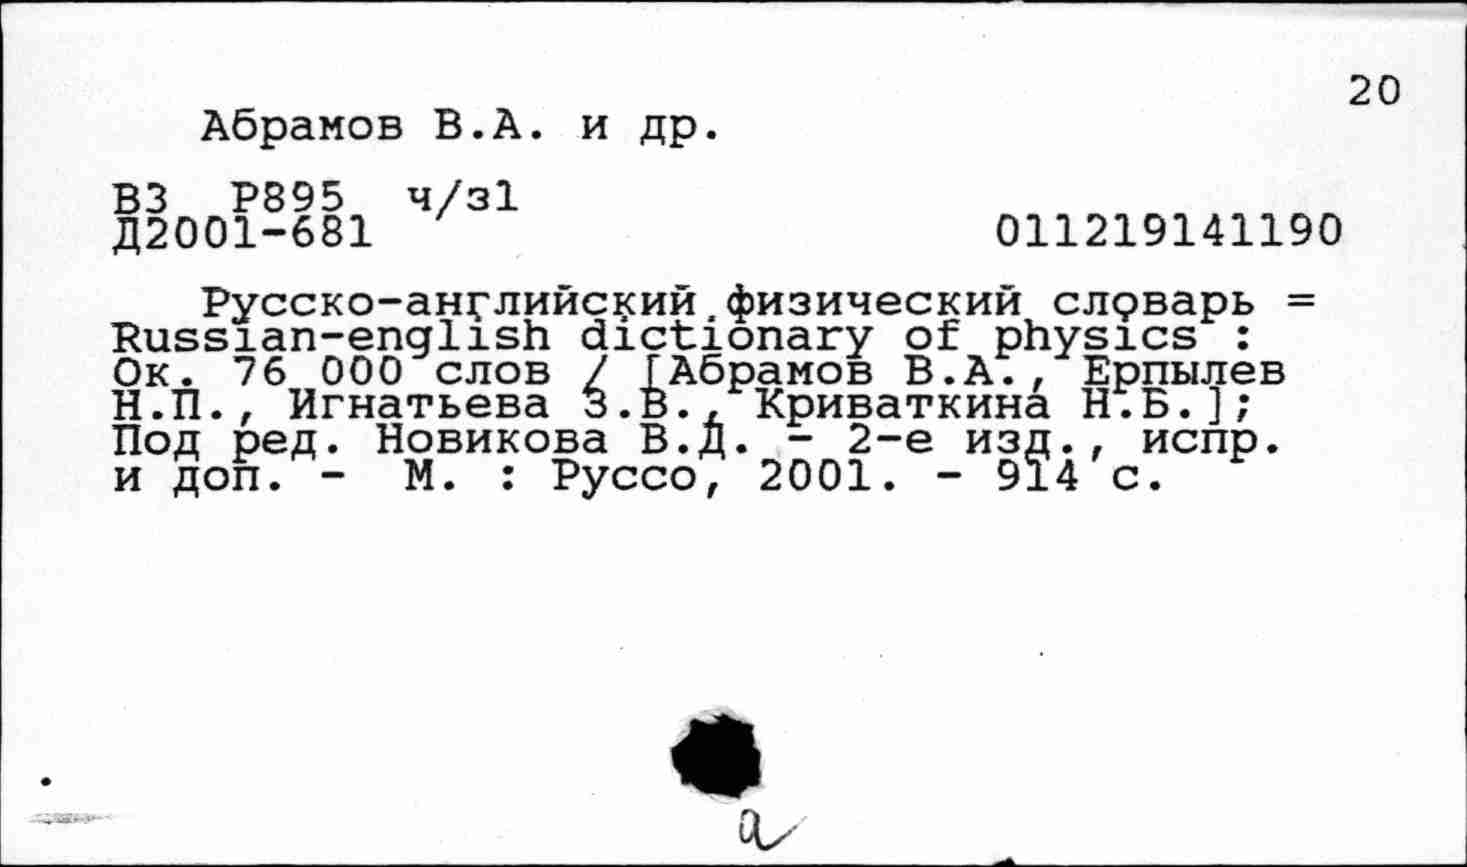 20
Абрамов В.А. и др.
В3 Р895 ч/з1
Д2001-681 011219141190
Русско-английский физический словарь =
Russian-english dictionary of physics :
Ок. 76 000 слов / [Абрамов В.А., Ерпылев
Н.П., Игнатьева З.В., Криваткина Н.Б.];
Под ред. Новикова В.Д. - 2-е изд., испр.
и доп. - М. : Руссо, 2001. - 914 с.